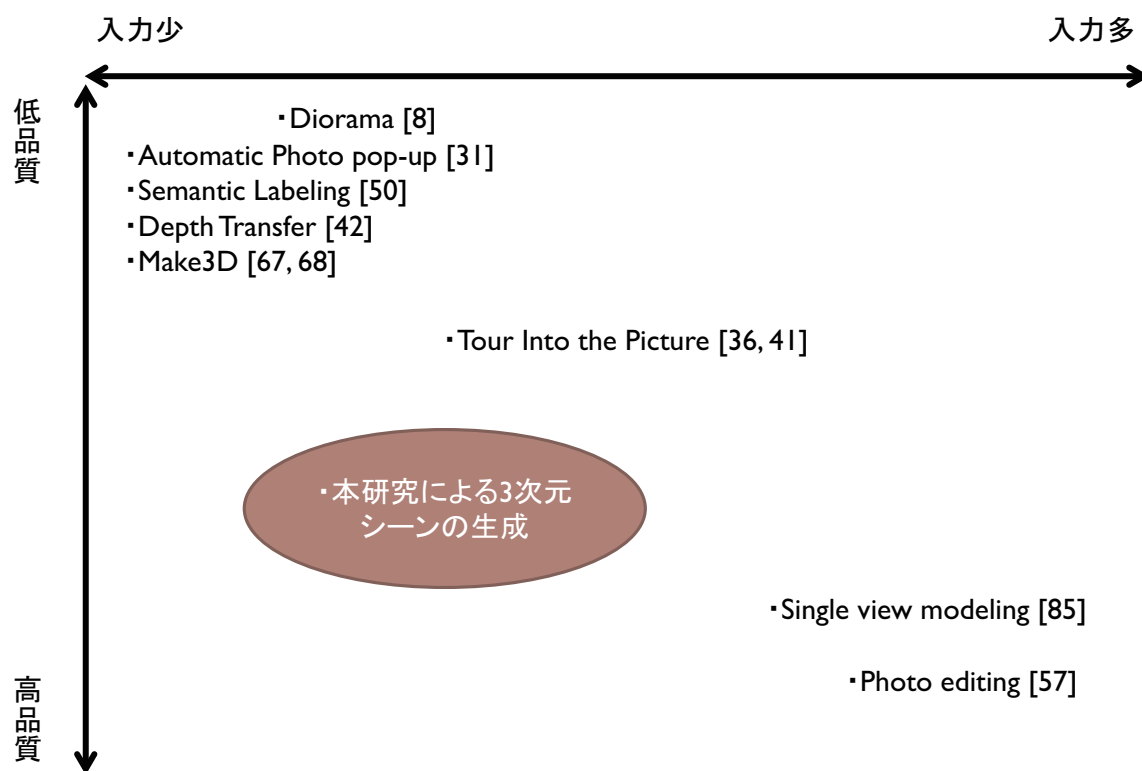 入力少
入力多
低品質
・Diorama [8]
・Automatic Photo pop-up [31]
・Semantic Labeling [50]
・Depth Transfer [42]
・Make3D [67, 68]
・Tour Into the Picture [36, 41]
・本研究による3次元
シーンの生成
・Single view modeling [85]
・Photo editing [57]
高品質